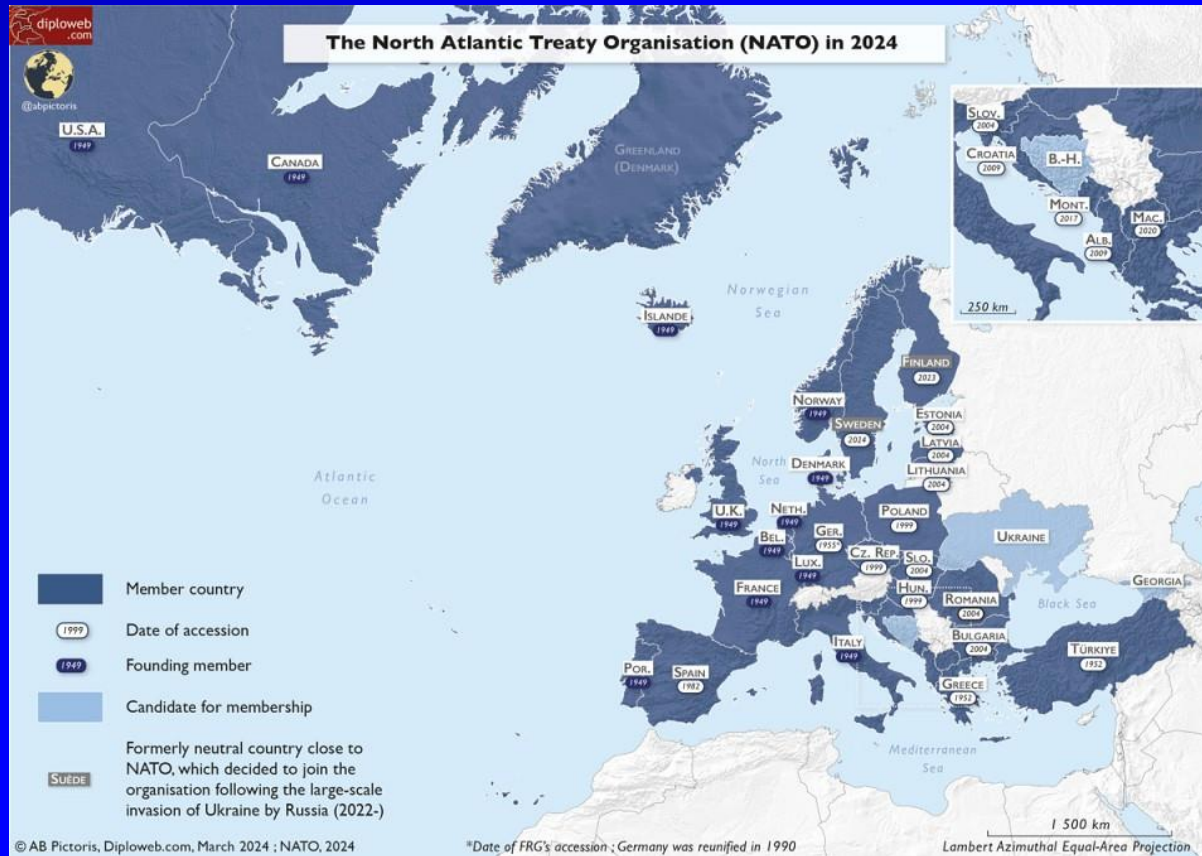 diploweb
.com
@abpictoris
The North Atlantic Treaty Organisation (NATO) in 2024
U.S.A.
1949
CANADA
1949
GREENLAND
(DENMARK)
SLOV.
2004
CROATIA
2009
B.-H.
MONT.
2017
MAC.
2020
ALB.
2009
250 km
Norwegian
Sea
ISLANDE
1949
FINLAND
2023
NORWAY
1949
SWEDEN
2024
ESTONIA
2004
LATVIA
2004
LITHUANIA
2004
Atlantic
Ocean
North
Sea
DENMARK
1949
U.K.
1949
NETH.
1949
BEL.
1949
GER.
1955*
POLAND
1999
UKRAINE
LUX.
1949
CZ. REP.
1999
SLO.
2004
FRANCE
1949
HUN.
1999
ROMANIA
2004
Black Sea
GEORGIA
ITALY
1949
BULGARIA
2004
TÜRKIYE
1952
POR.
1949
SPAIN
1982
GREECE
1952
Mediterranean
Sea
Member country
1999
Date of accession
1949
Founding member
Candidate for membership
SUÈDE
Formerly neutral country close to
NATO, which decided to join the
organisation following the large-scale
invasion of Ukraine by Russia (2022-)
1 500 km
© AB Pictoris, Diploweb.com, March 2024 ; NATO, 2024
*Date of FRG's accession ; Germany was reunified in 1990
Lambert Azimuthal Equal-Area Projection